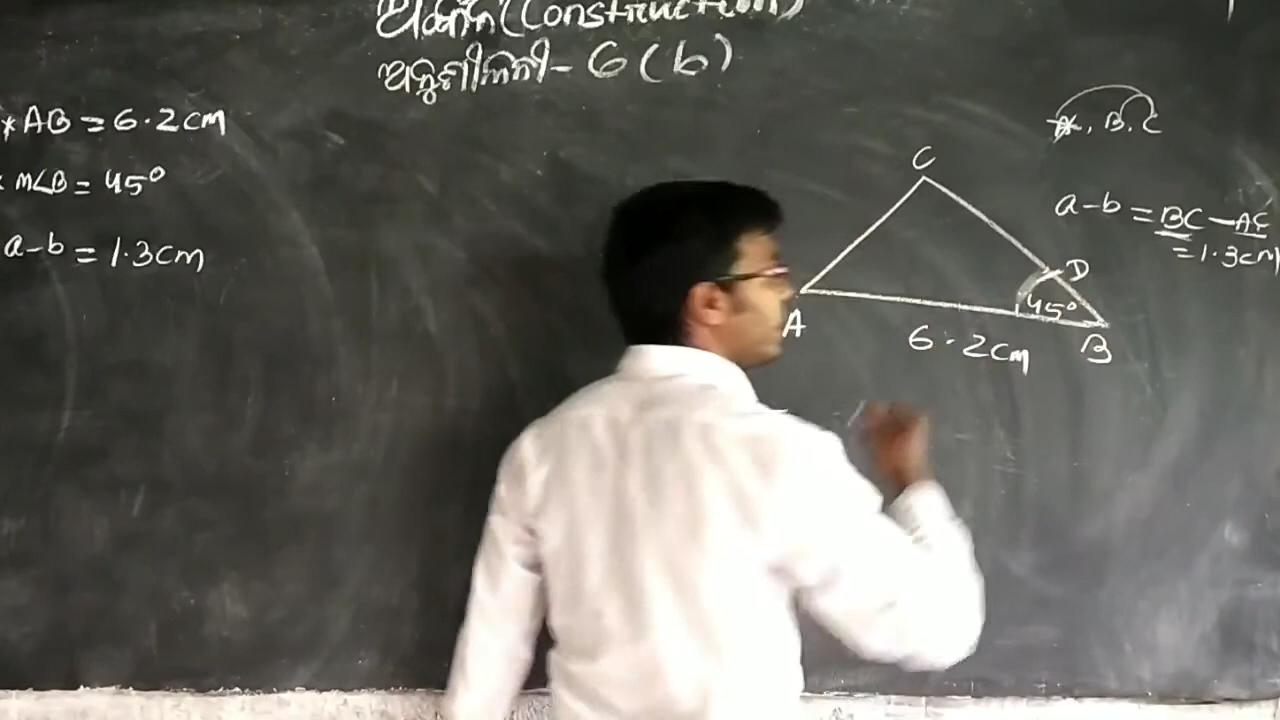 ଅଙ୍କନ (Construction)
ଅନୁଶୀଳନୀ - 6 (b)
* AB = 6.2cm
m∠B = 45°
a-b = 1.3cm
A, B, C
a-b = BC - AC
= 1.3cm
C
D
45°
A
6.2cm
B